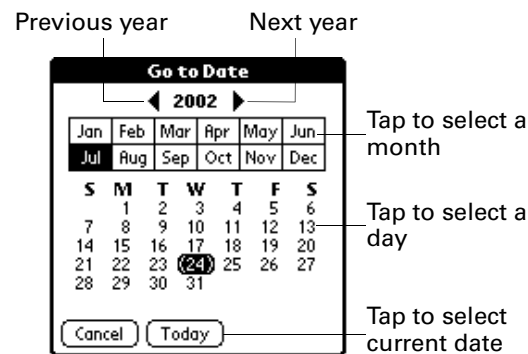 Previous year Next year
Go to Date
2002
Jan Feb Mar Apr May Jun
Tap to select a
month
Jul Aug Sep Oct Nov Dec
S M T W T F S
1 2 3 4 5 6
Tap to select a
day
7 8 9 10 11 12 13
14 15 16 17 18 19 20
21 22 23 24 25 26 27
28 29 30 31
Cancel Today
Tap to select
current date